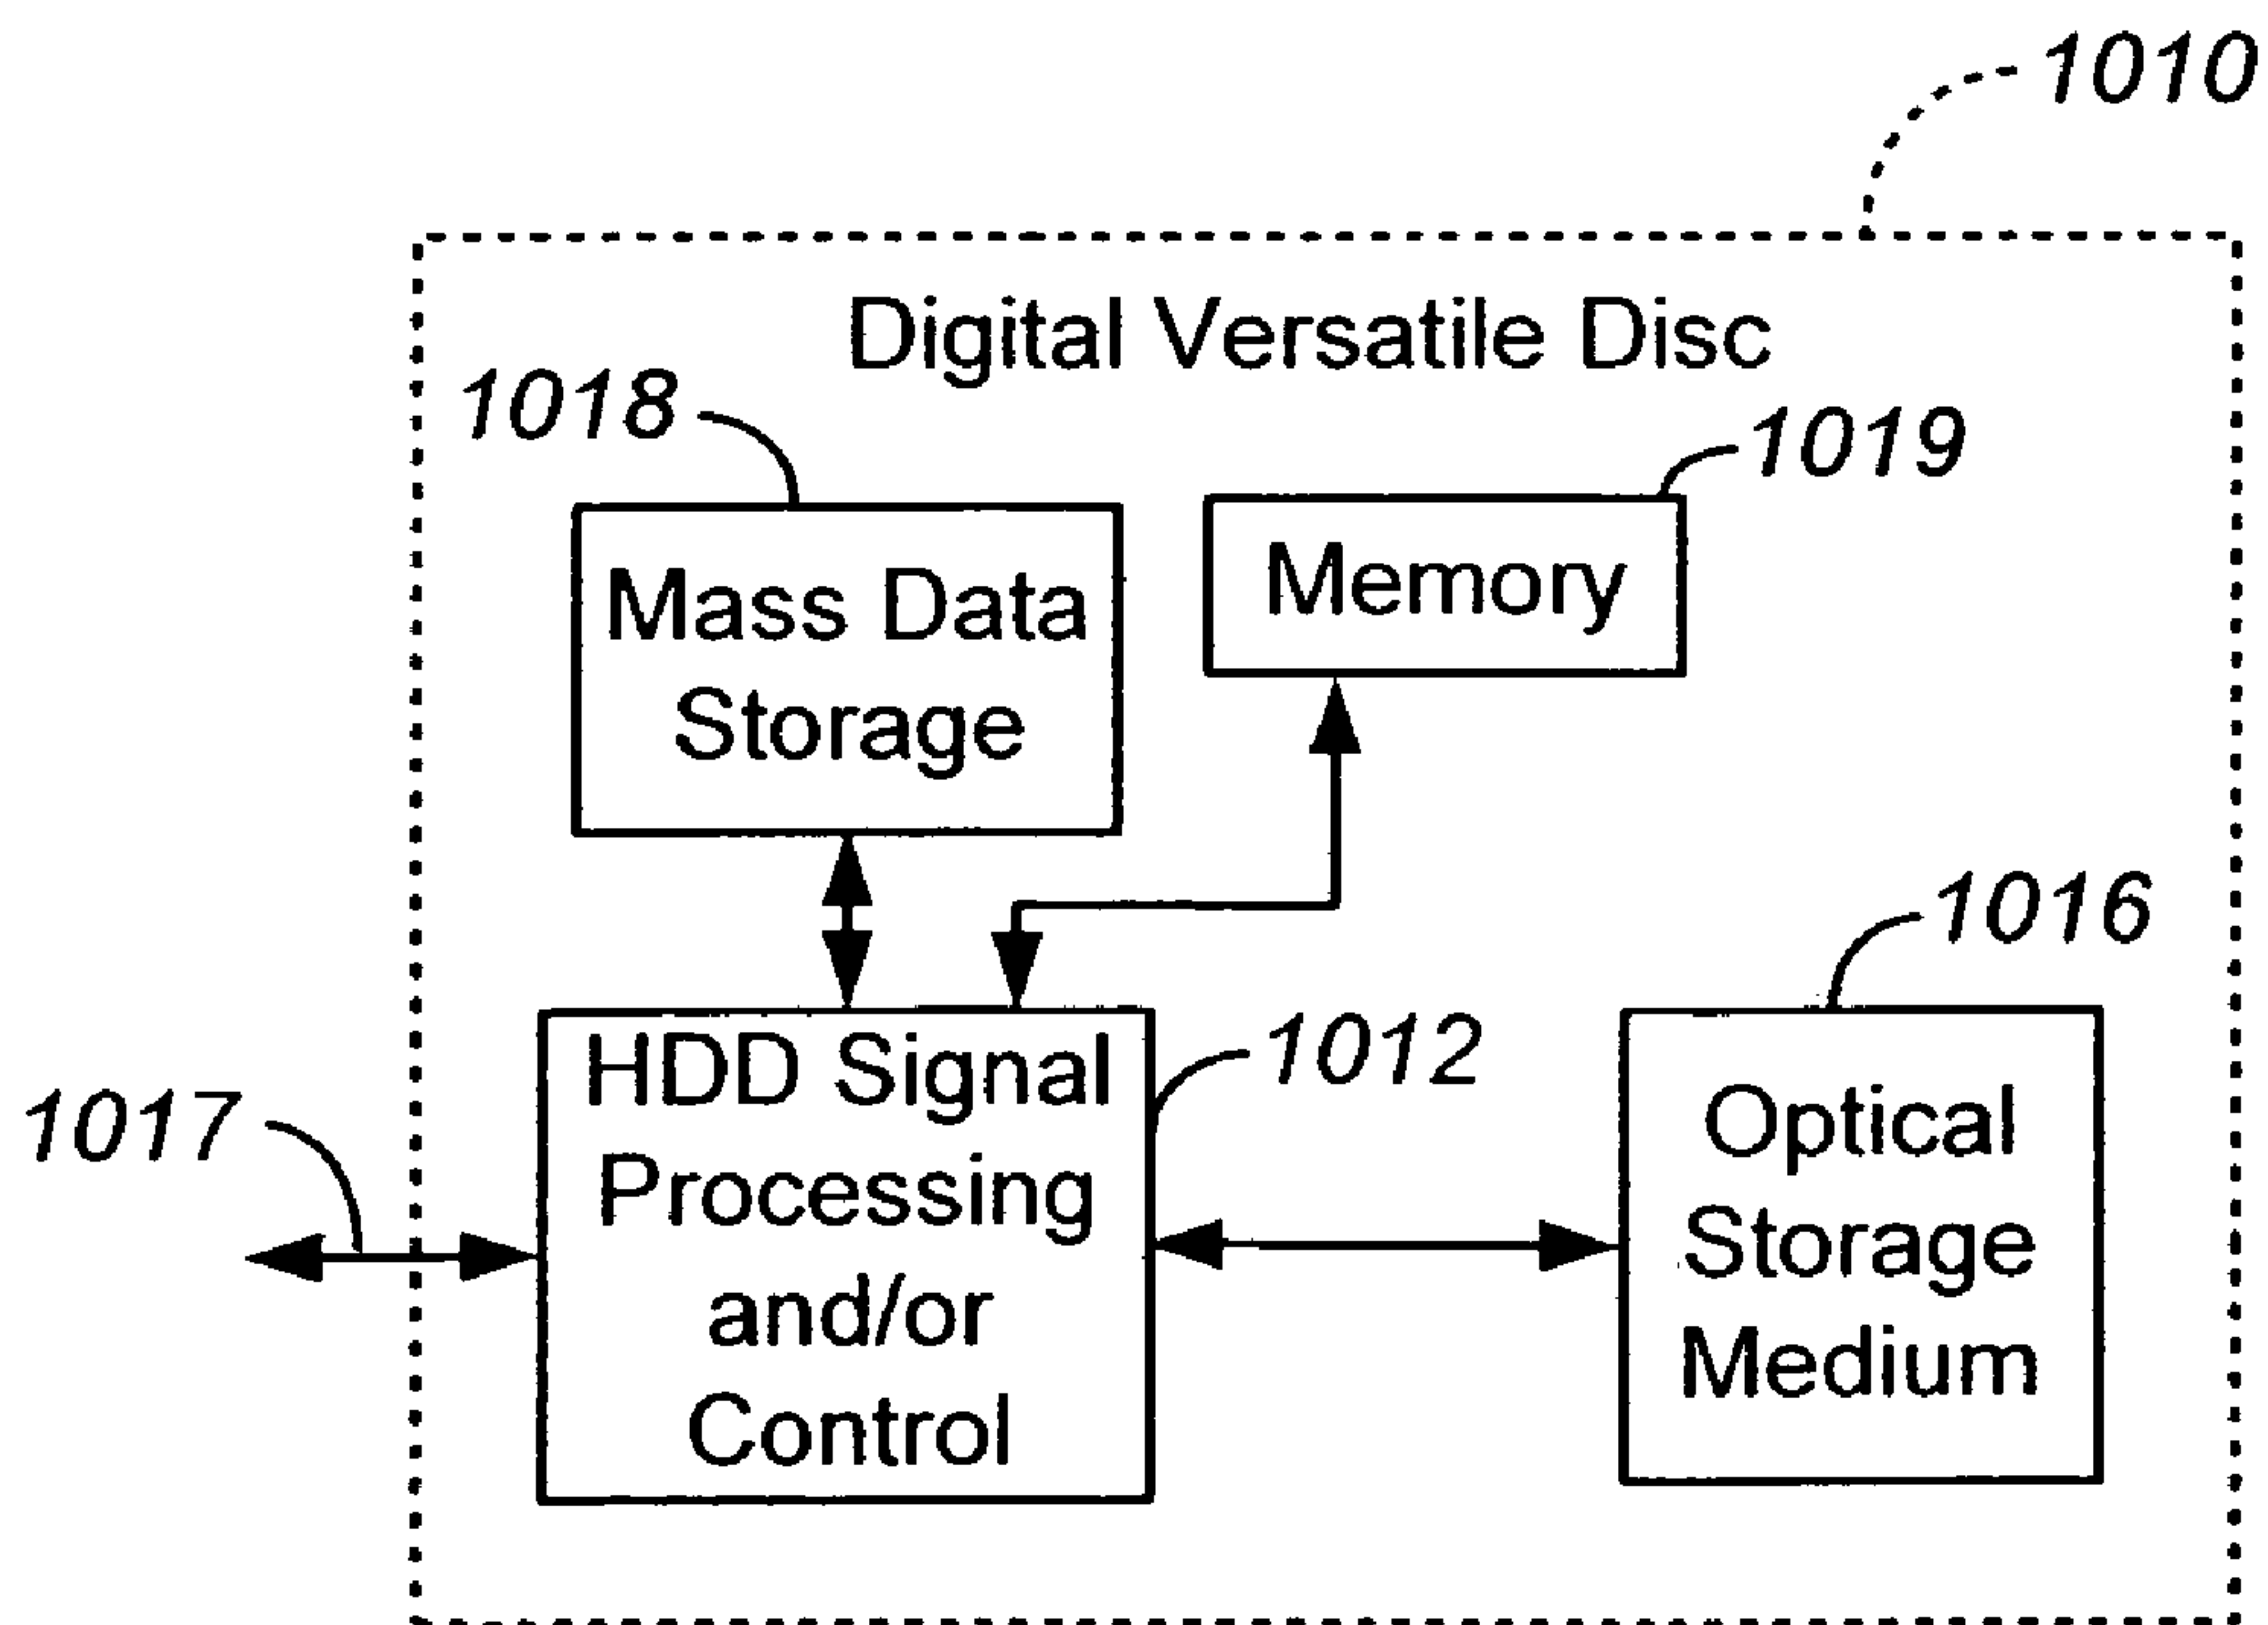 1010
Digital Versatile Disc
1018
1019
Mass Data
Storage
Memory
1016
HDD Signal
Processing
and/or
Control
1012
1017
Optical
Storage
Medium